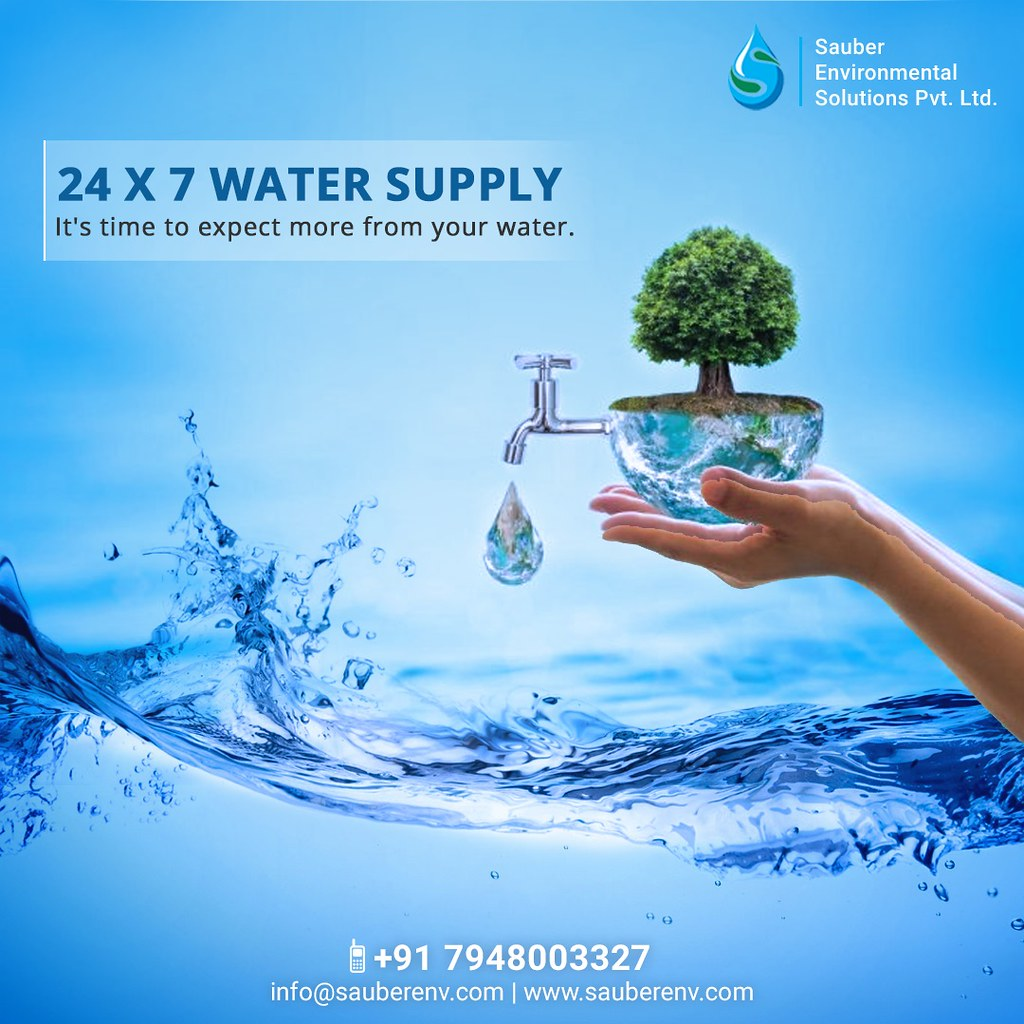 Sauber
Environmental
Solutions Pvt. Ltd.
24 X 7 WATER SUPPLY
It's time to expect more from your water.
+91 7948003327
info@sauberenv.com | www.sauberenv.com